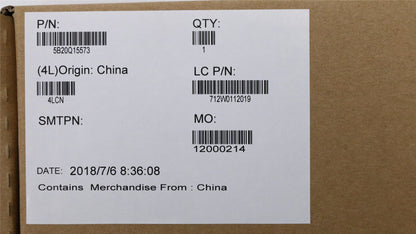 P/N:
5B20Q15573
QTY:
1
(4L)Origin: China
4LCN
LC P/N:
712W0112019
SMTPN:
MO:
12000214
DATE: 2018/7/6 8:36:08
Contains Merchandise From : China